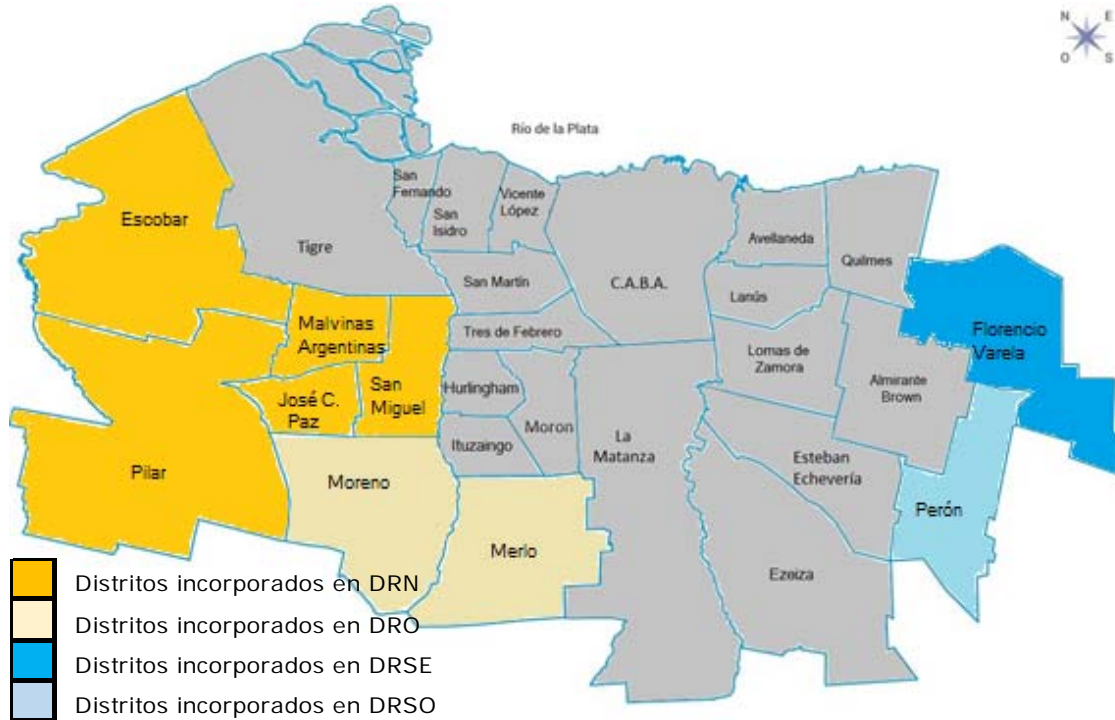 N E
O S
Río de la Plata
San
Fernando
San
Isidro
Vicente
López
Escobar
Tigre
Avellaneda
Quilmes
San Martín
C.A.B.A.
Lanús
Malvinas
Argentinas
Tres de Febrero
Florencio
Varela
Lomas de
Zamora
José C.
Paz
San
Miguel
Hurlingham
Almirante
Brown
Moron
Ituzaingo
La
Matanza
Pilar
Moreno
Esteban
Echevería
Perón
Merlo
Ezeiza
Distritos incorporados en DRN
Distritos incorporados en DRO
Distritos incorporados en DRSE
Distritos incorporados en DRSO